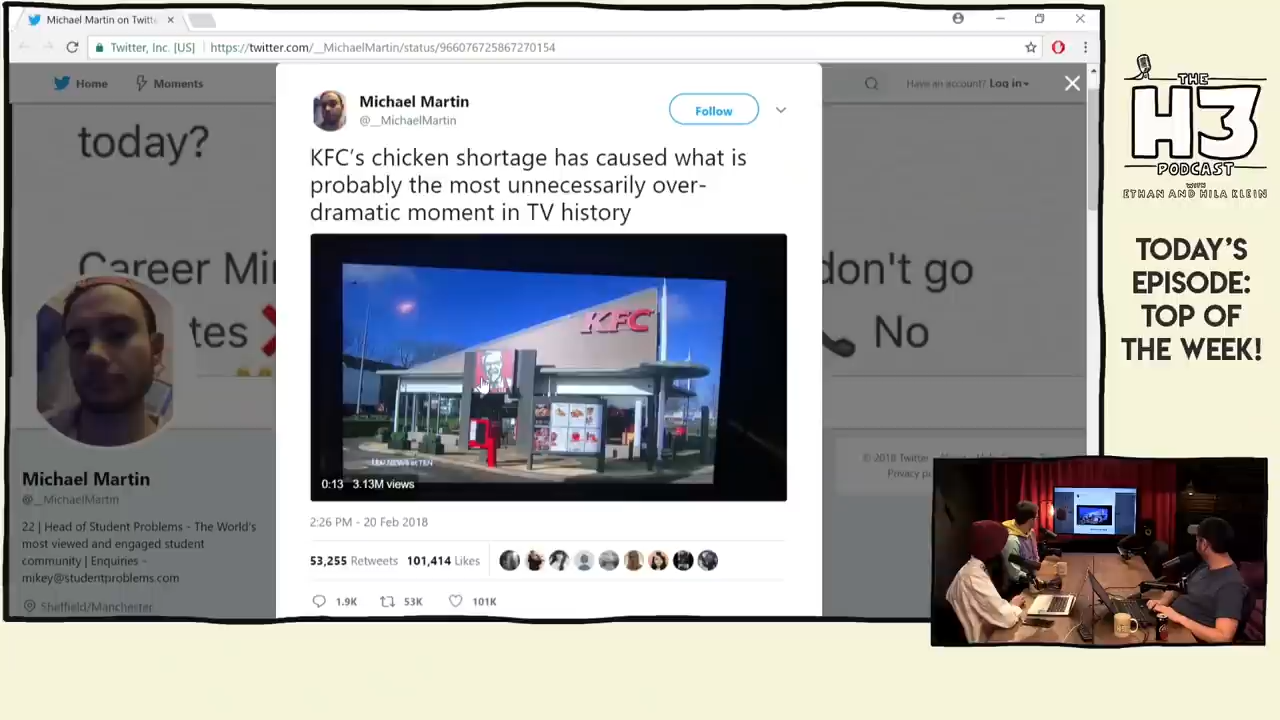 Michael Martin on Twitt
Twitter, Inc. [US]
https://twitter.com/__MichaelMartin/status/966076725867270154
Home
Moments
Have an account? Log in
today?
Career Mi
don't go
tes
No
Michael Martin
@__MichaelMartin
Follow
KFC's chicken shortage has caused what is
probably the most unnecessarily over-
dramatic moment in TV history
KFC
0:13 3.13M views
2:26 PM - 20 Feb 2018
53,255 Retweets 101,414 Likes
1.9K
53K
101K
Michael Martin
@__MichaelMartin
22 | Head of Student Problems - The World's
most viewed and engaged student
community | Enquiries -
mikey@studentproblems.com
Sheffield/Manchester
© 2018 Twitter
Privacy po
THE
H3
PODCAST
WITH
ETHAN AND HILA KLEIN
TODAY'S
EPISODE:
TOP OF
THE WEEK!